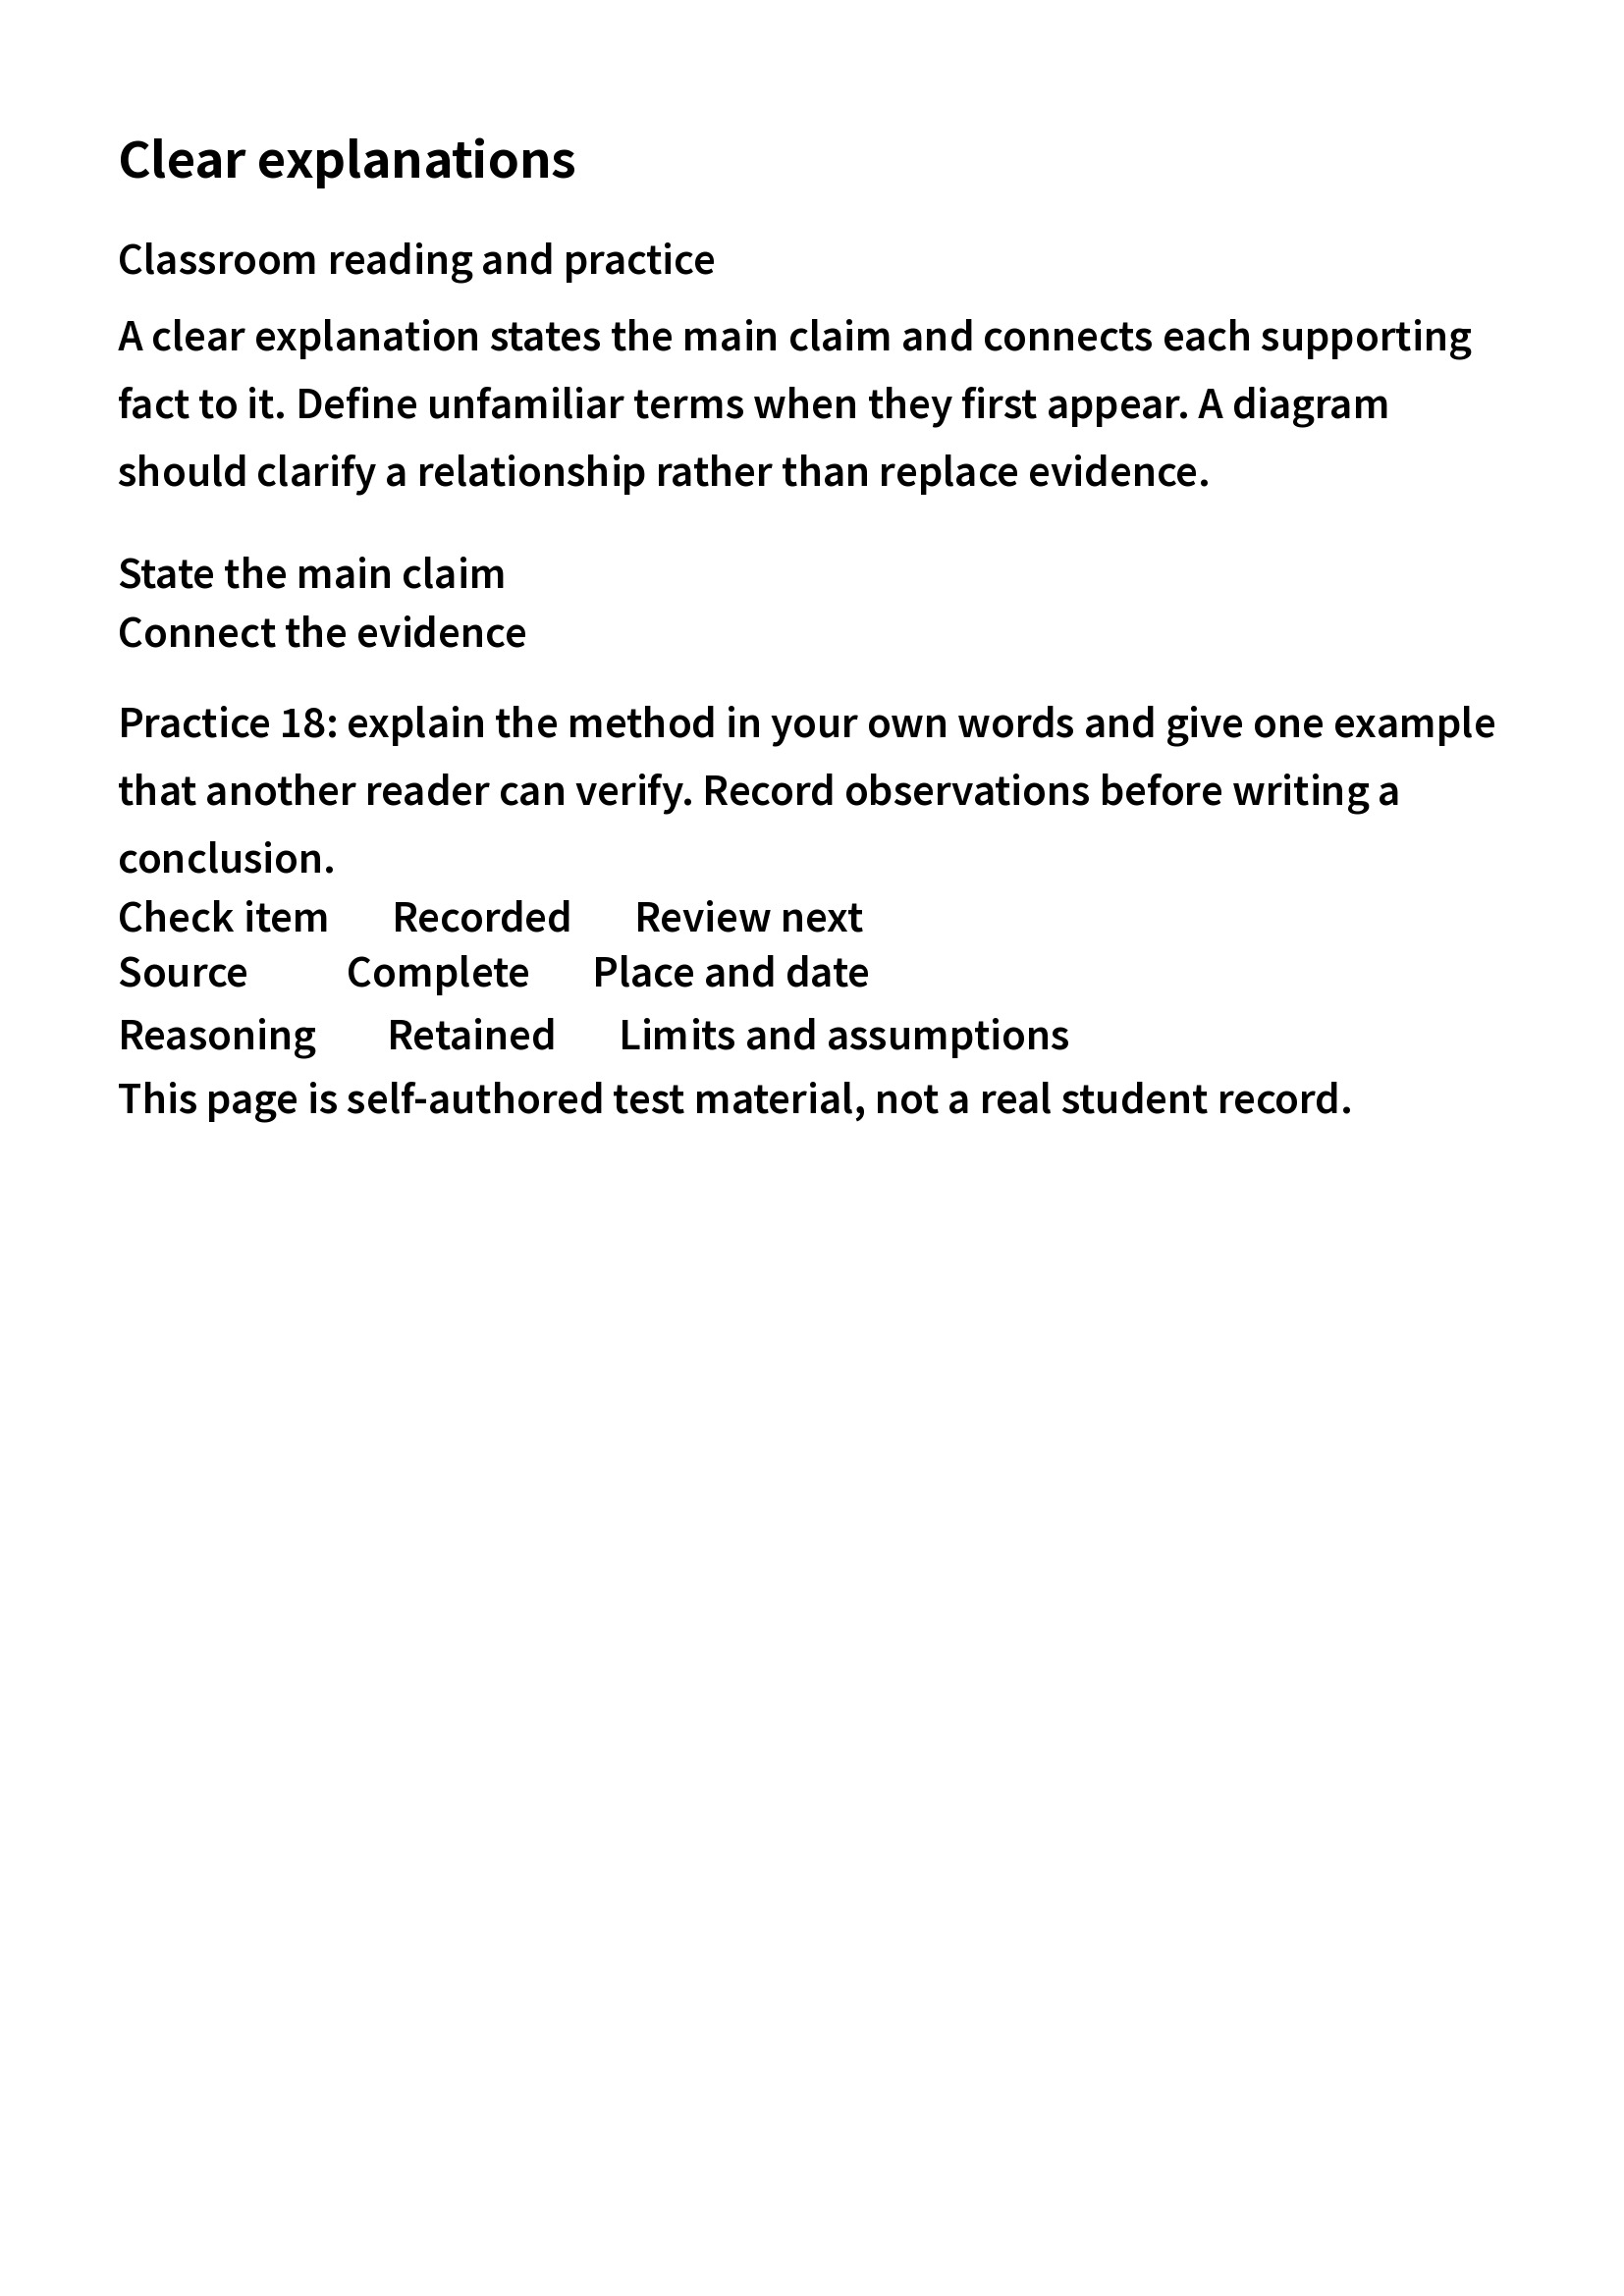 Clear explanations
Classroom reading and practice
A clear explanation states the main claim and connects each supporting
fact to it. Define unfamiliar terms when they first appear. A diagram
should clarify a relationship rather than replace evidence.
State the main claim
Connect the evidence
Practice 18: explain the method in your own words and give one example
that another reader can verify. Record observations before writing a
conclusion.
Check item Recorded Review next
Source Complete Place and date
Reasoning Retained Limits and assumptions
This page is self-authored test material, not a real student record.